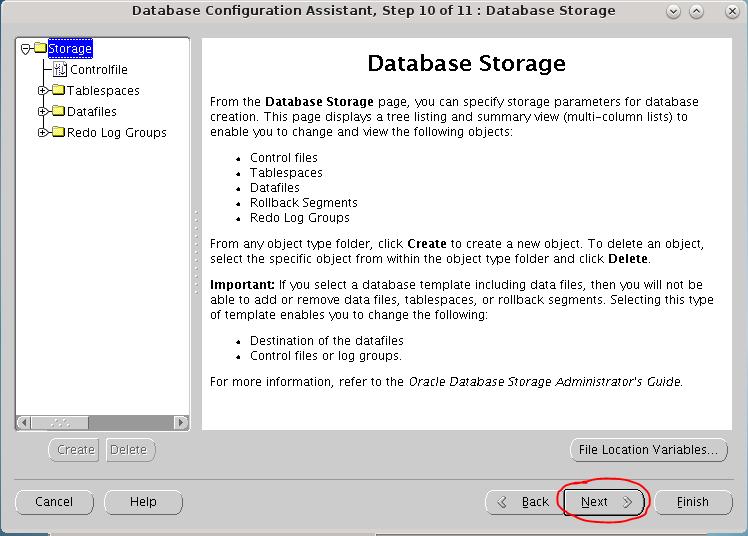 Database Configuration Assistant, Step 10 of 11 : Database Storage
Storage
Controlfile
Tablespaces
Datafiles
Redo Log Groups
Database Storage
From the Database Storage page, you can specify storage parameters for database
creation. This page displays a tree listing and summary view (multi-column lists) to
enable you to change and view the following objects:
• Control files
• Tablespaces
• Datafiles
• Rollback Segments
• Redo Log Groups
From any object type folder, click Create to create a new object. To delete an object,
select the specific object from within the object type folder and click Delete.
Important: If you select a database template including data files, then you will not be
able to add or remove data files, tablespaces, or rollback segments. Selecting this type
of template enables you to change the following:
• Destination of the datafiles
• Control files or log groups.
For more information, refer to the Oracle Database Storage Administrator's Guide.
Create Delete
File Location Variables...
Cancel Help Back Next Finish